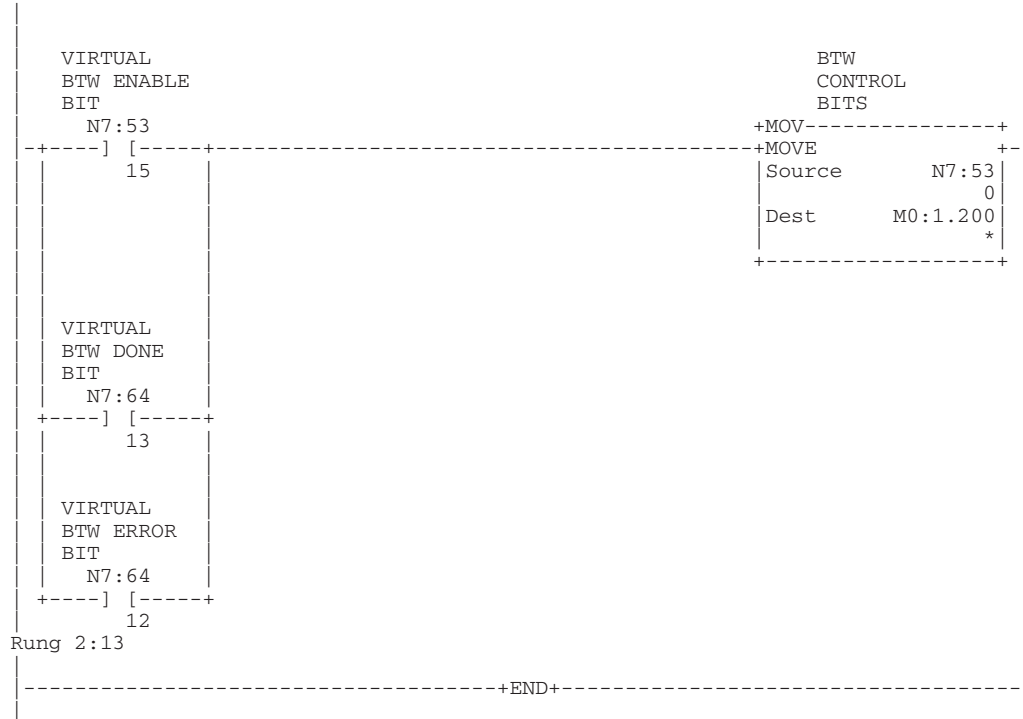 VIRTUAL BTW
BTW ENABLE CONTROL
BIT BITS
N7:53 +MOV---------------+
-+----] [-----+------------------------------------------+MOVE +-
15 Source N7:53
0
Dest M0:1.200
*
+------------------+
VIRTUAL
BTW DONE
BIT
N7:64
+----] [-----+
13
VIRTUAL
BTW ERROR
BIT
N7:64
+----] [-----+
12
Rung 2:13
-------------------------------------+END+------------------------------------